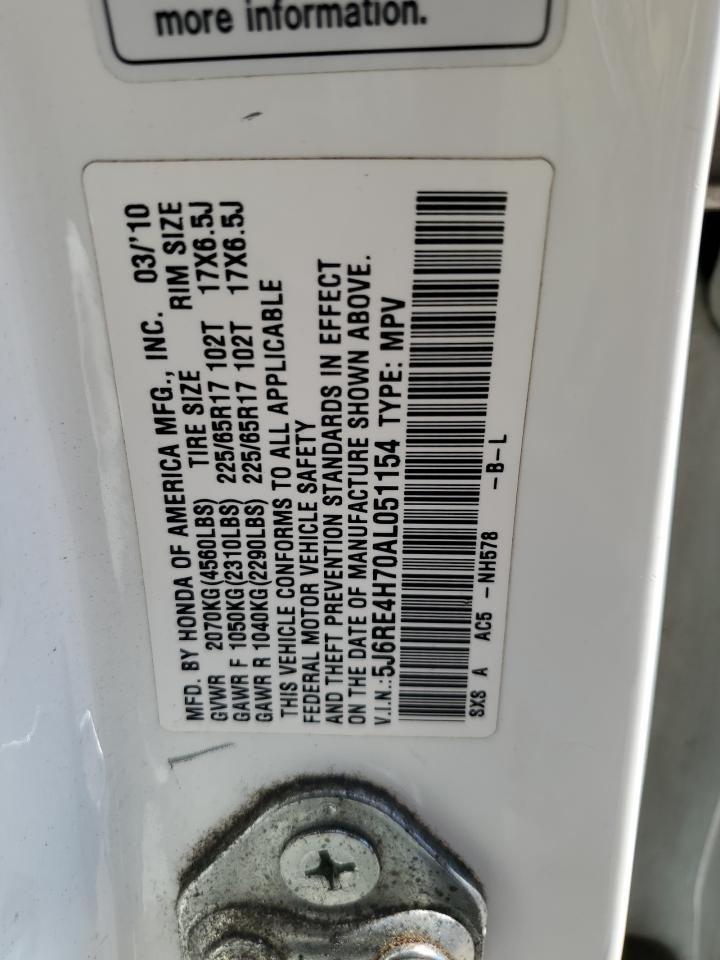 more information.
MFD. BY HONDA OF AMERICA MFG., INC. 03/'10
GVWR 2070KG(4560LBS) TIRE SIZE RIM SIZE
GAWR F 1050KG(2310LBS) 225/65R17 102T 17X6.5J
GAWR R 1040KG(2290LBS) 225/65R17 102T 17X6.5J
THIS VEHICLE CONFORMS TO ALL APPLICABLE
FEDERAL MOTOR VEHICLE SAFETY
AND THEFT PREVENTION STANDARDS IN EFFECT
ON THE DATE OF MANUFACTURE SHOWN ABOVE.
V.I.N.:5J6RE4H70AL051154 TYPE: MPV
SXS A AC5 -NH578 -B-L